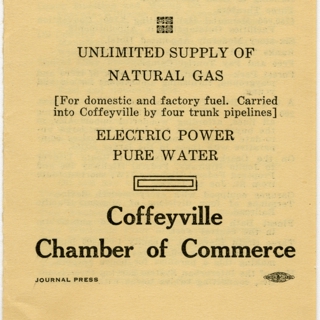 UNLIMITED SUPPLY OF
NATURAL GAS
[For domestic and factory fuel. Carried
into Coffeyville by four trunk pipelines]
ELECTRIC POWER
PURE WATER
Coffeyville
Chamber of Commerce
JOURNAL PRESS